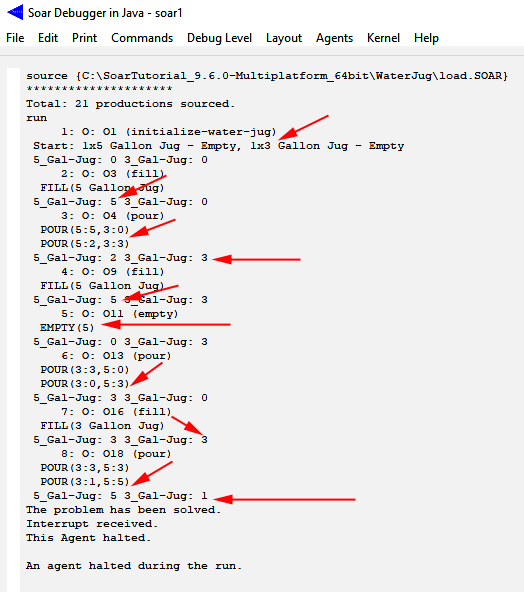 Soar Debugger in Java - soar1
File Edit Print Commands Debug Level Layout Agents Kernel Help
source {C:\SoarTutorial_9.6.0-Multiplatform_64bit\WaterJug\load.SOAR}
*********************
Total: 21 productions sourced.
run
1: O: O1 (initialize-water-jug)
Start: 1x5 Gallon Jug - Empty, 1x3 Gallon Jug - Empty
5_Gal-Jug: 0 3_Gal-Jug: 0
2: O: O3 (fill)
FILL(5 Gallon Jug)
5_Gal-Jug: 5 3_Gal-Jug: 0
3: O: O4 (pour)
POUR(5:5,3:0)
POUR(5:2,3:3)
5_Gal-Jug: 2 3_Gal-Jug: 3
4: O: O9 (fill)
FILL(5 Gallon Jug)
5_Gal-Jug: 5 3_Gal-Jug: 3
5: O: O11 (empty)
EMPTY(5)
5_Gal-Jug: 0 3_Gal-Jug: 3
6: O: O13 (pour)
POUR(3:3,5:0)
POUR(3:0,5:3)
5_Gal-Jug: 3 3_Gal-Jug: 0
7: O: O16 (fill)
FILL(3 Gallon Jug)
5_Gal-Jug: 3 3_Gal-Jug: 3
8: O: O18 (pour)
POUR(3:3,5:3)
POUR(3:1,5:5)
5_Gal-Jug: 5 3_Gal-Jug: 1
The problem has been solved.
Interrupt received.
This Agent halted.
An agent halted during the run.